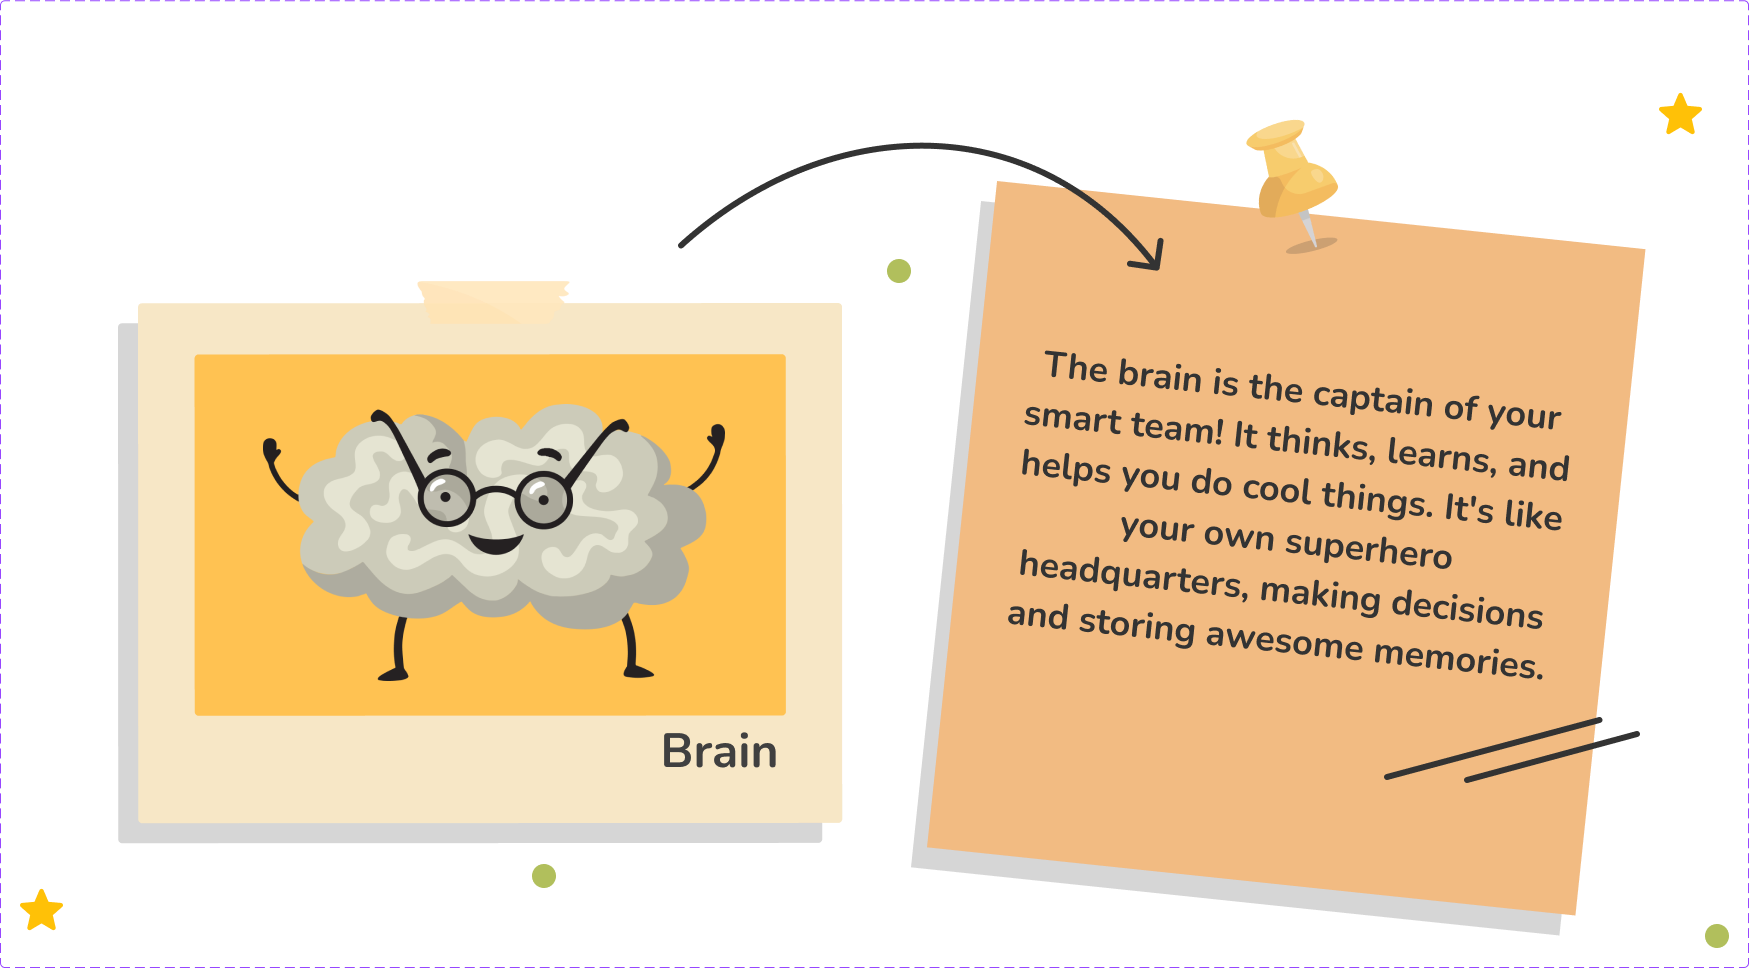 Brain
The brain is the captain of your
smart team! It thinks, learns, and
helps you do cool things. It's like
your own superhero
headquarters, making decisions
and storing awesome memories.